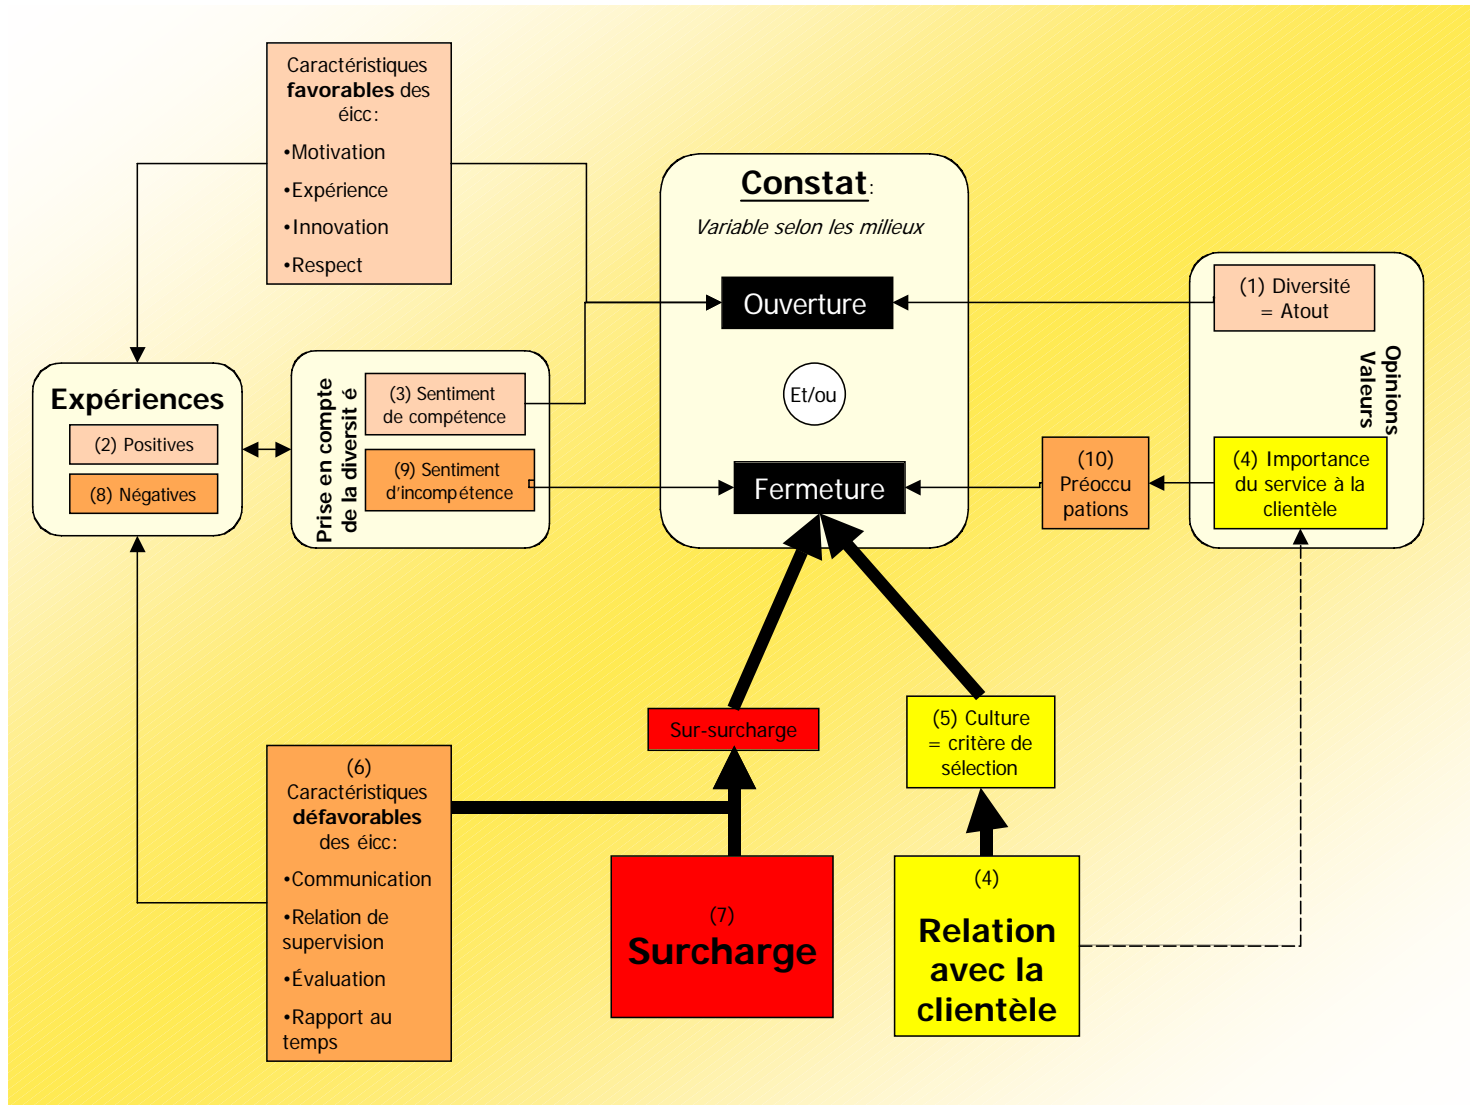 Caractéristiques
favorables des
éicc:
•Motivation
•Expérience
•Innovation
•Respect
Constat:
Variable selon les milieux
Ouverture
Et/ou
Fermeture
(1) Diversité
= Atout
Opinions
Valeurs
(4) Importance
du service à la
clientèle
(10)
Préoccu
pations
Expériences
(2) Positives
(8) Négatives
Prise en compte
de la diversit é
(3) Sentiment
de compétence
(9) Sentiment
d'incompétence
Sur-surcharge
(5) Culture
= critère de
sélection
(6)
Caractéristiques
défavorables
des éicc:
•Communication
•Relation de
supervision
•Évaluation
•Rapport au
temps
(7)
Surcharge
(4)
Relation
avec la
clientèle